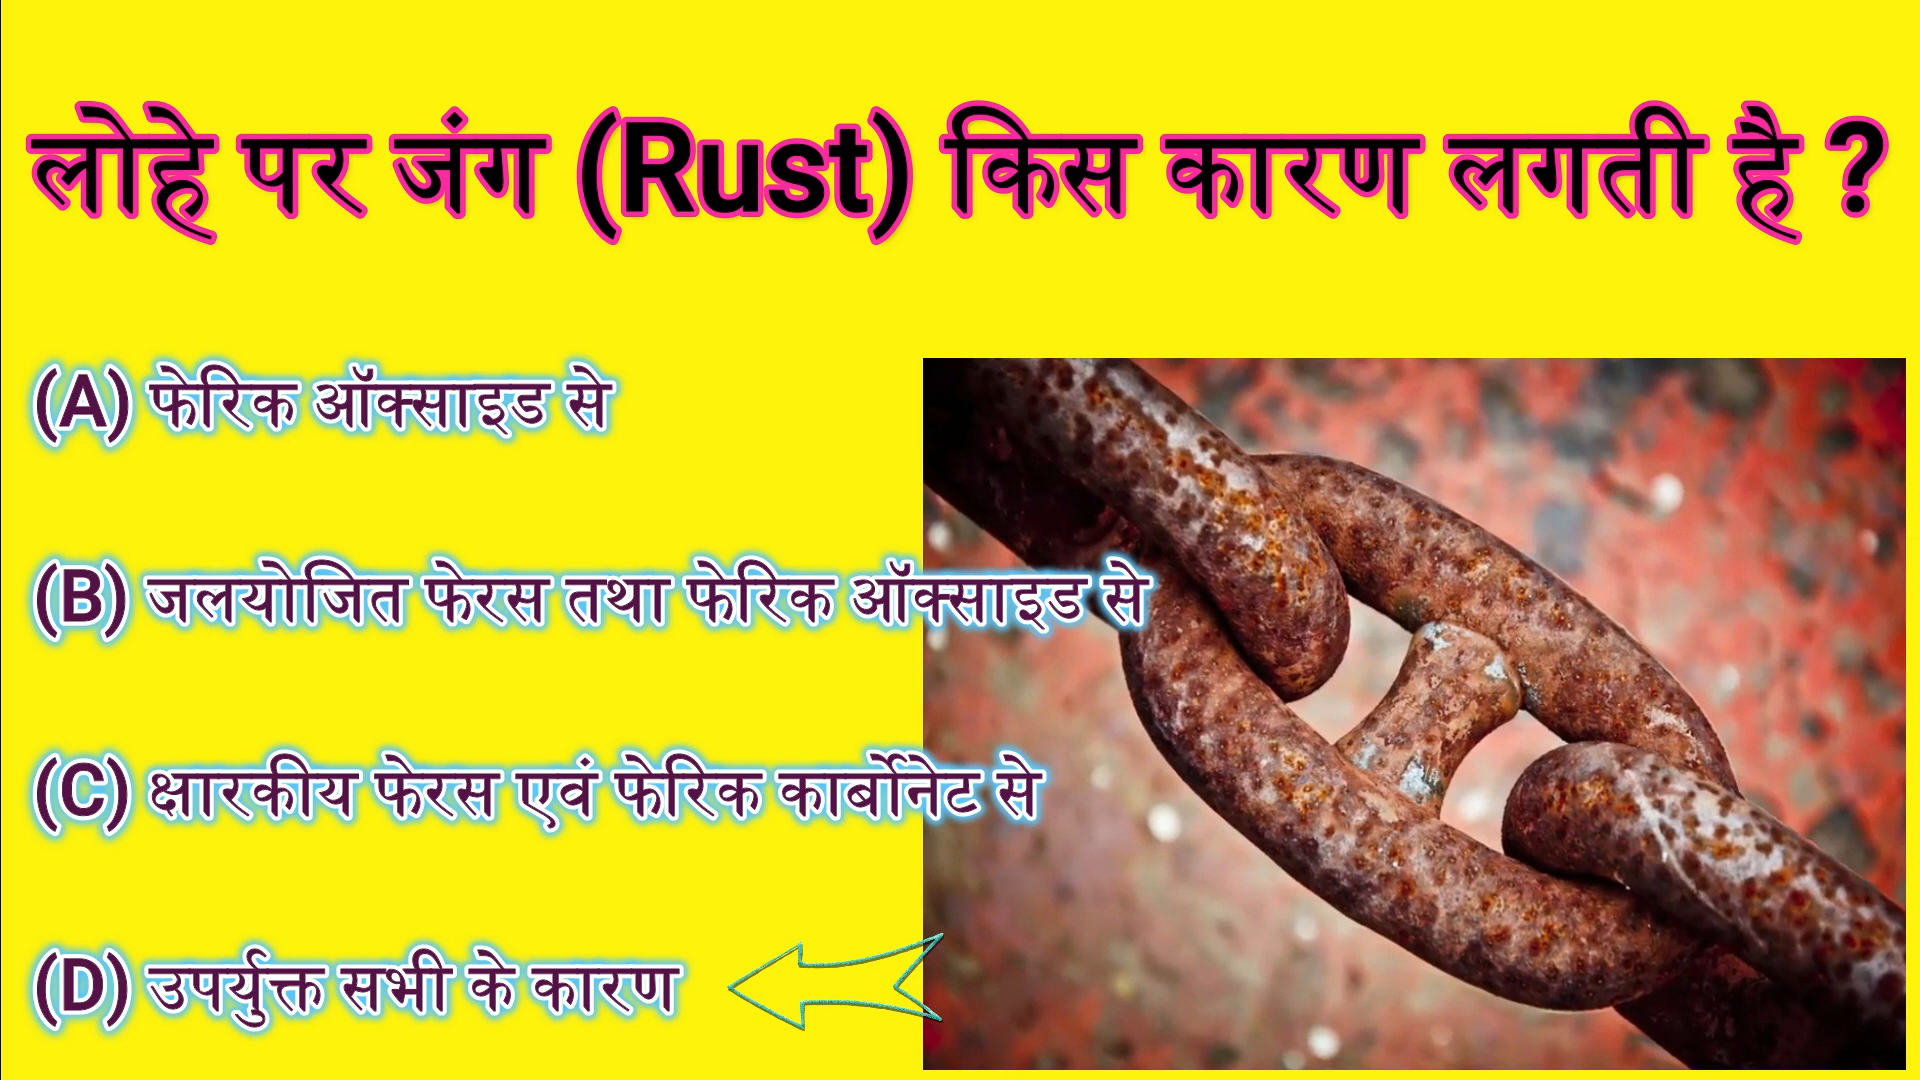 लोहे पर जंग (Rust) किस कारण लगती है ?
(A) फेरिक ऑक्साइड से
(B) जलयोजित फेरस तथा फेरिक ऑक्साइड से
(C) क्षारकीय फेरस एवं फेरिक कार्बोनेट से
(D) उपर्युक्त सभी के कारण